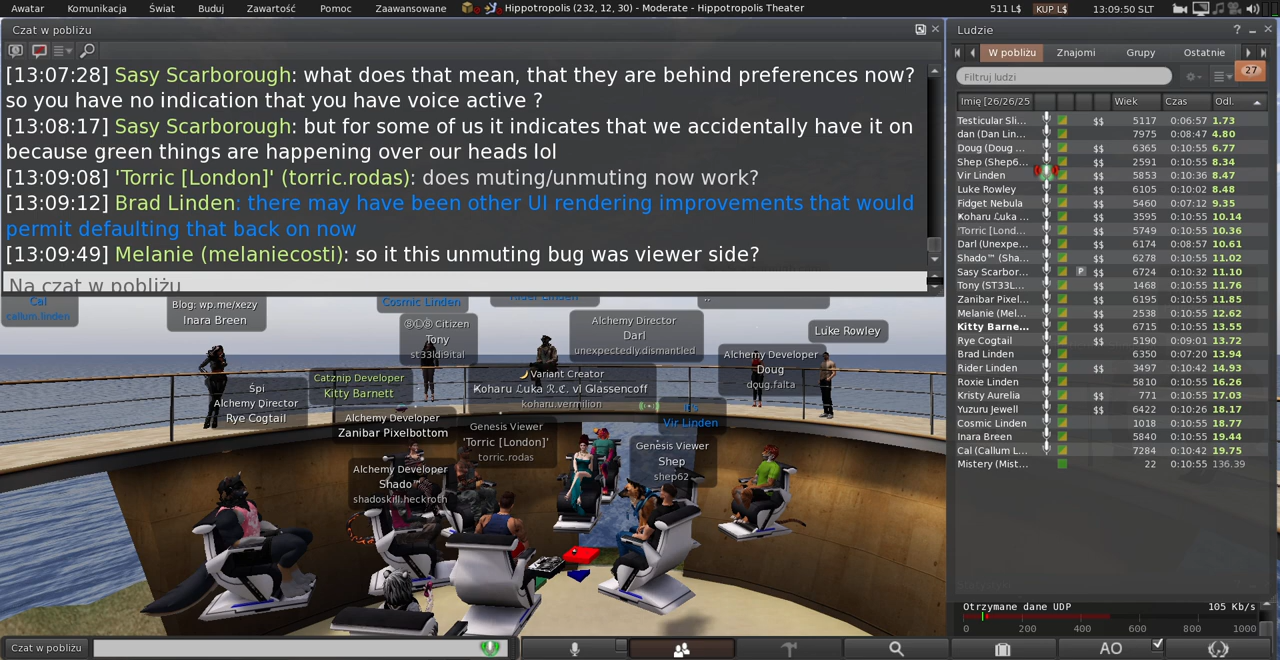 Awatar Komunikacja Świat Buduj Zawartość Pomoc Zaawansowane Hippotropolis (232, 12, 30) - Moderate - Hippotropolis Theater 511 L$ KUP L$ 13:09:50 SLT
Czat w pobliżu
[13:07:28] Sasy Scarborough: what does that mean, that they are behind preferences now?
so you have no indication that you have voice active ?
[13:08:17] Sasy Scarborough: but for some of us it indicates that we accidentally have it on
because green things are happening over our heads lol
[13:09:08] 'Torric [London]' (torric.rodas): does muting/unmuting now work?
[13:09:12] Brad Linden: there may have been other UI rendering improvements that would
permit defaulting that back on now
[13:09:49] Melanie (melaniecosti): so it this unmuting bug was viewer side?
Na czat w pobliżu
Cal
callum.linden
Blog: wp.me/xezy
Inara Breen
Cosmic Linden
Rider Linden
ⓈⓁⓈ Citizen
Tony
st33ldi9ital
Alchemy Director
Darl
unexpectedly.dismantled
Luke Rowley
Alchemy Developer
Doug
doug.falta
Śpi
Alchemy Director
Rye Cogtail
Catznip Developer
Kitty Barnett
🌙 Variant Creator
Koharu ℒuka ℛ.ℂ. vi Glassencoff
koharu.vermilion
Vir Linden
Alchemy Developer
Zanibar Pixelbottom
Genesis Viewer
'Torric [London]'
torric.rodas
Genesis Viewer
Shep
shep62
Alchemy Developer
Shado™
shadoskill.heckroth
Ludzie
W pobliżu Znajomi Grupy Ostatnie
Filtruj ludzi
27
Imię [26/26/25 Wiek Czas Odl.
Testicular Sli... $$ 5117 0:06:57 1.73
dan (Dan Lin... 7975 0:08:47 4.80
Doug (Doug ... $$ 6365 0:10:55 6.77
Shep (Shep6... $$ 2591 0:10:55 8.34
Vir Linden 5853 0:10:36 8.47
Luke Rowley $$ 6105 0:10:02 8.48
Fidget Nebula $$ 5460 0:07:12 9.35
Koharu ℒuka ... $$ 3595 0:10:55 10.14
'Torric [Lond... $$ 5749 0:10:55 10.36
Darl (Unexpe... $$ 6174 0:08:57 10.61
Shado™ (Sha... $$ 6278 0:10:55 11.02
Sasy Scarbor... P $$ 6724 0:10:32 11.10
Tony (ST33L... $$ 1468 0:10:55 11.76
Zanibar Pixel... $$ 6195 0:10:55 11.85
Melanie (Mel... $$ 2538 0:10:55 12.62
Kitty Barne... $$ 6715 0:10:55 13.55
Rye Cogtail $$ 5190 0:09:01 13.72
Brad Linden 6350 0:07:20 13.94
Rider Linden $$ 3497 0:10:42 14.93
Roxie Linden 5810 0:10:55 16.26
Kristy Aurelia $$ 771 0:10:55 17.03
Yuzuru Jewell $$ 6422 0:10:26 18.17
Cosmic Linden 1018 0:10:55 18.77
Inara Breen 5840 0:10:55 19.44
Cal (Callum L... 7284 0:10:42 19.75
Mistery (Mist... 22 0:10:55 136.39
Otrzymane dane UDP 105 Kb/s
0 200 400 600 800 1000
Czat w pobliżu
AO